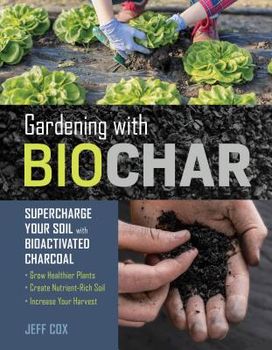 Gardening with
BIOCHAR
SUPERCHARGE
YOUR SOIL with
BIOACTIVATED
CHARCOAL
• Grow Healthier Plants
• Create Nutrient-Rich Soil
• Increase Your Harvest
JEFF COX